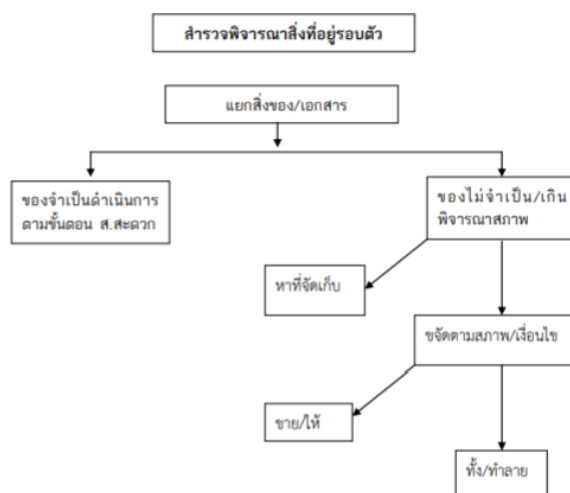 สำรวจพิจารณาสิ่งที่อยู่รอบตัว
แยกสิ่งของ/เอกสาร
ของจำเป็นดำเนินการ
ตามขั้นตอน ส.สะดวก
ของไม่จำเป็น/เกิน
พิจารณาสภาพ
หาที่จัดเก็บ
ขจัดตามสภาพ/เงื่อนไข
ขาย/ให้
ทิ้ง/ทำลาย